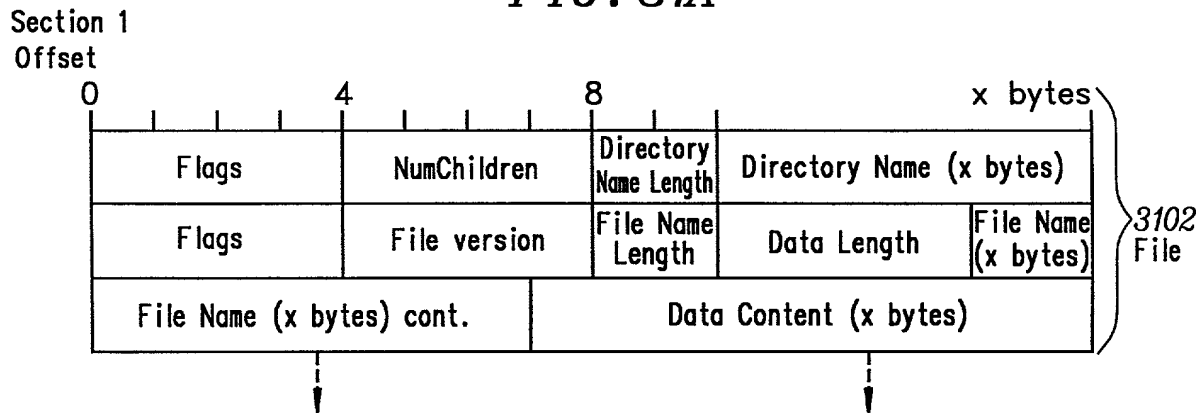 Section 1
Offset
0 4 8 x bytes
Flags NumChildren Directory Name Length Directory Name (x bytes)
Flags File version File Name Length Data Length File Name (x bytes)
File Name (x bytes) cont. Data Content (x bytes)
3102
File